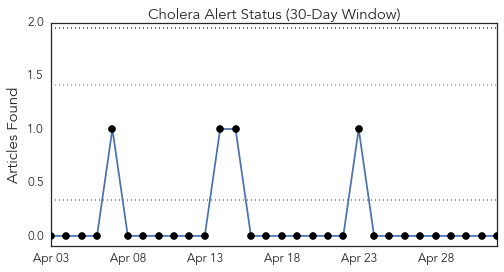 Cholera Alert Status (30-Day Window)
Articles Found
2.0
1.5
1.0
0.5
0.0
Apr 03 Apr 08 Apr 13 Apr 18 Apr 23 Apr 28